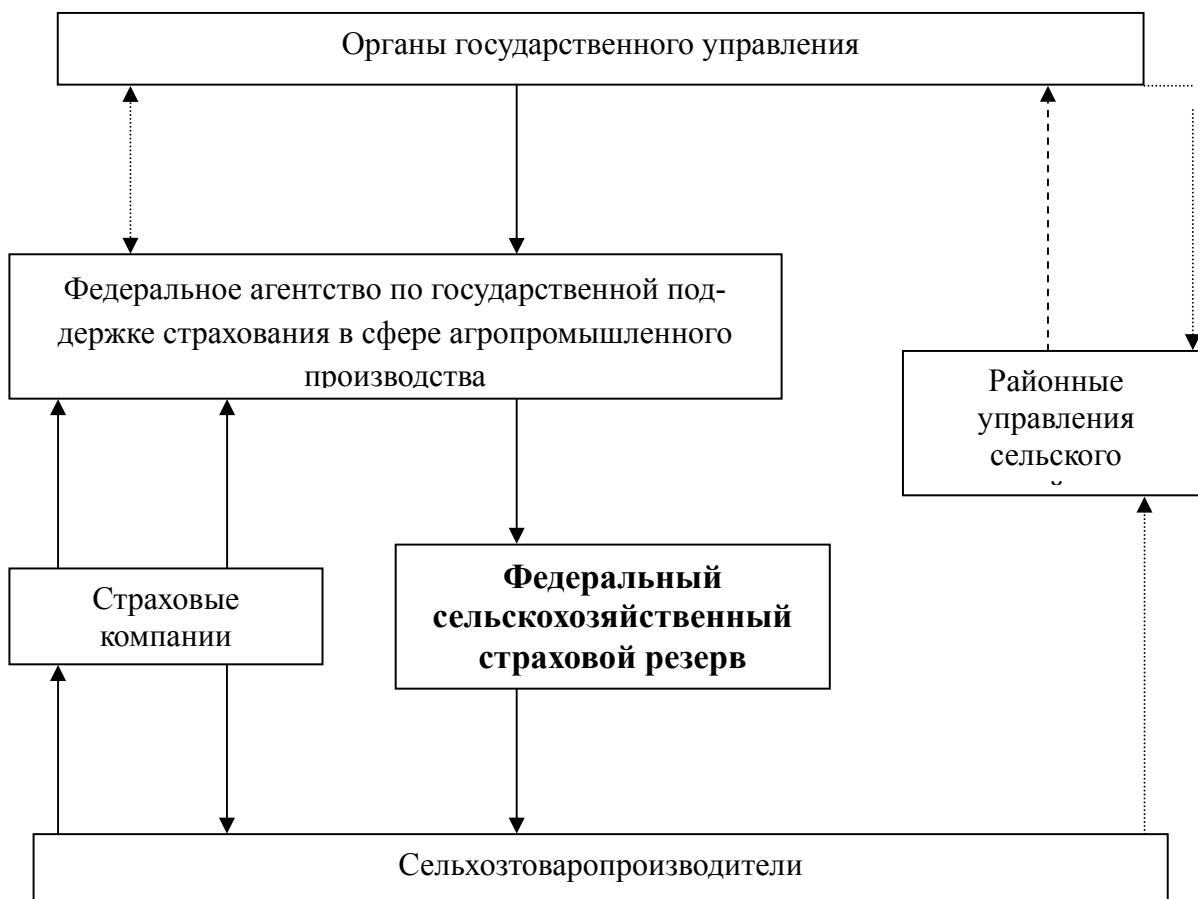 Органы государственного управления
Федеральное агентство по государственной под-
держке страхования в сфере агропромышленного
производства
Районные
управления
сельского
Страховые
компании
Федеральный
сельскохозяйственный
страховой резерв
Сельхозтоваропроизводители